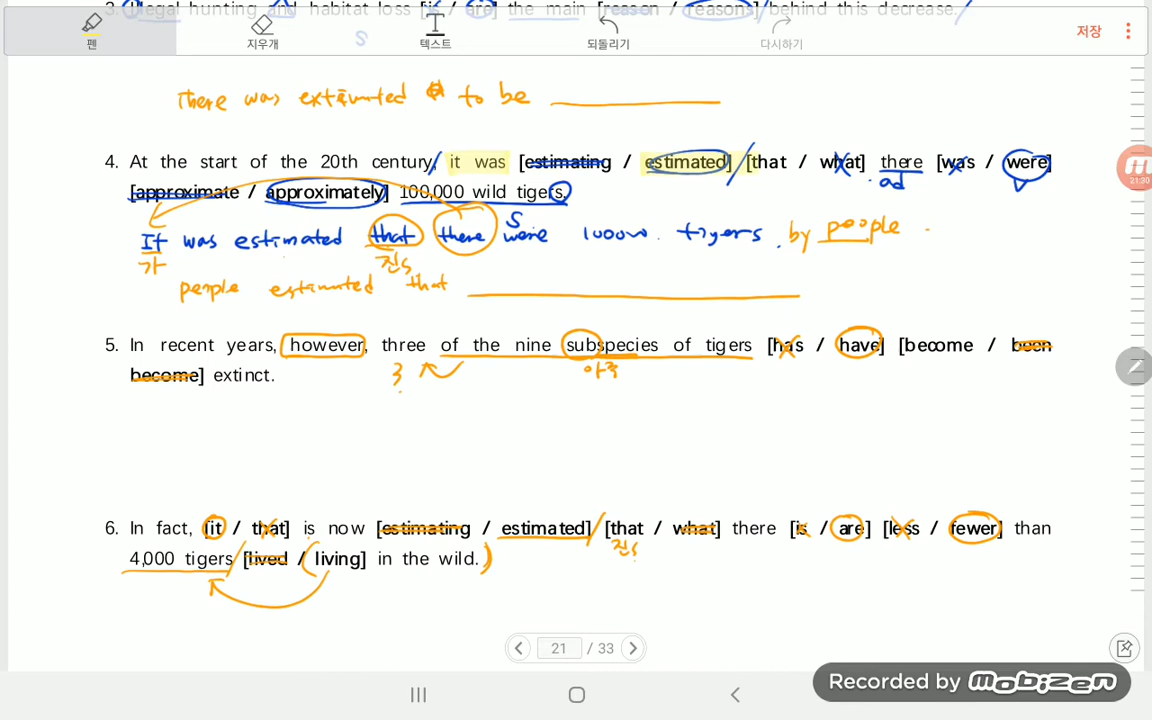 3. Illegal hunting and habitat loss [is / are] the main [reason / reasons] behind this decrease.
펜 지우개 텍스트 되돌리기 다시하기 저장
S
There was extimated to be
21:30
4. At the start of the 20th century, it was [estimating / estimated] [that / what] there [was / were]
ad V
[approximate / approximately] 100,000 wild tigers.
S
It was estimated that there were 10000. tigers. by people
가 진S
people estimated that
5. In recent years, however, three of the nine subspecies of tigers [has / have] [become / been
3 아종
become] extinct.
6. In fact, [it / that] is now [estimating / estimated] [that / what] there [is / are] [less / fewer] than
진S
4,000 tigers [lived / living] in the wild.
21 / 33
Recorded by mobizen